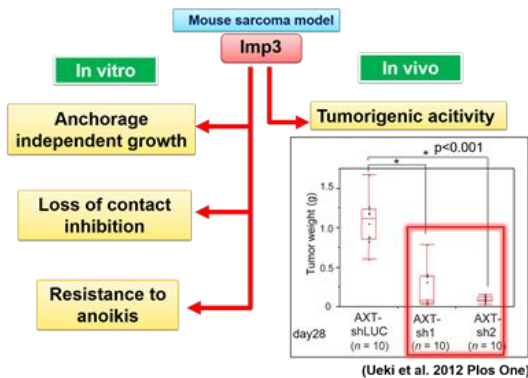 Mouse sarcoma model
Imp3
In vitro
In vivo
Anchorage
independent growth
Loss of contact
inhibition
Resistance to
anoikis
Tumorigenic acitivity
p<0.001
*
*
Tumor weight (g)
1.5
1.0
0.5
0
day28
AXT-
shLUC
(n = 10)
AXT-
sh1
(n = 10)
AXT-
sh2
(n = 10)
(Ueki et al. 2012 Plos One)